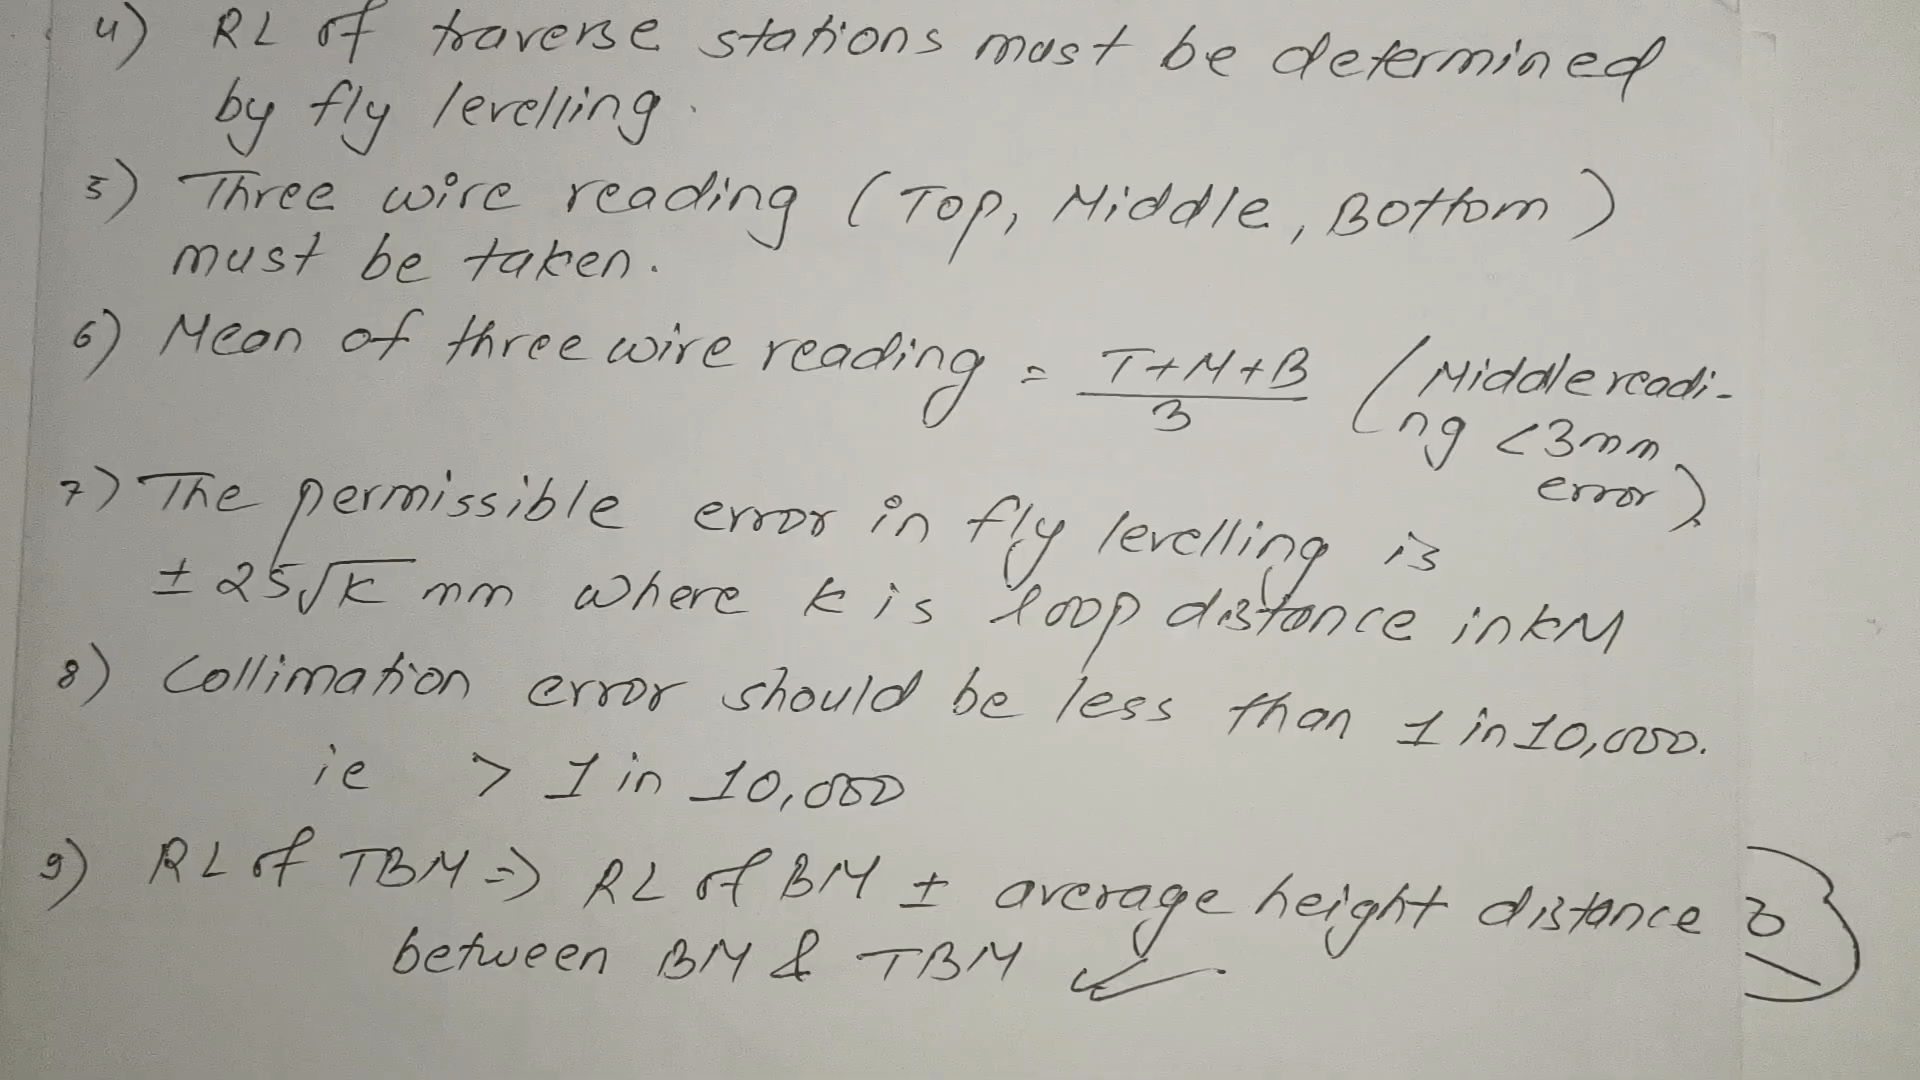 4) RL of traverse stations must be determined
by fly levelling.
5) Three wire reading (Top, Middle, Bottom)
must be taken.
6) Mean of three wire reading = T+M+B / 3 (Middle readi-
ng <3mm
error)
7) The permissible error in fly levelling is
± 25√K mm where k is loop distance in kM
8) Collimation error should be less than 1 in 10,000.
ie > 1 in 10,000
9) RL of TBM => RL of BM ± average height distance
between BM & TBM